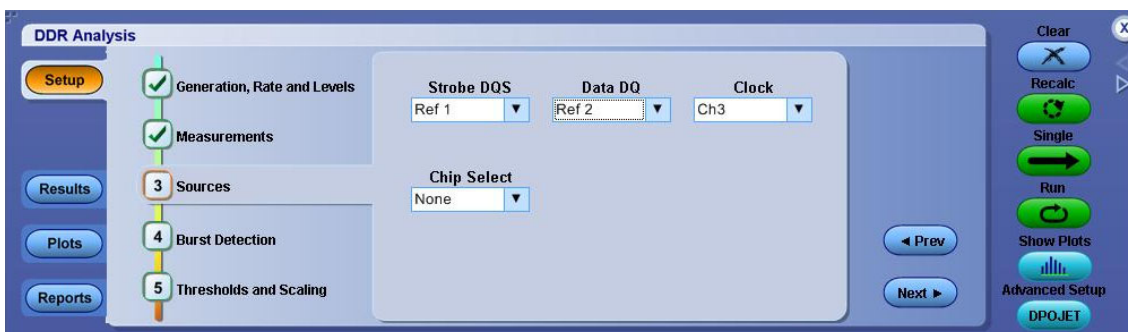 DDR Analysis
Setup
Results
Plots
Reports
Generation, Rate and Levels
Measurements
3 Sources
4 Burst Detection
5 Thresholds and Scaling
Strobe DQS Data DQ Clock
Ref 1 Ref 2 Ch3
Chip Select
None
◄ Prev
Next ►
Clear
X
Recalc
Single
Run
Show Plots
Advanced Setup
DPOJET